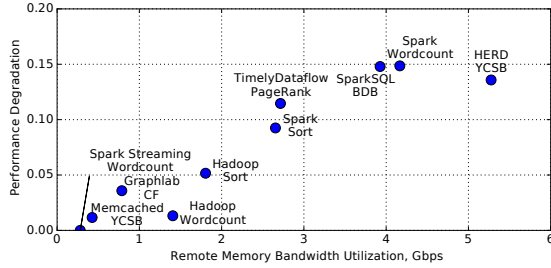 0.20
0.15
0.10
0.05
0.00
Performance Degradation
Spark
Wordcount
HERD
YCSB
SparkSQL
BDB
TimelyDataflow
PageRank
Spark
Sort
Spark Streaming
Wordcount
Hadoop
Sort
Graphlab
CF
Memcached
YCSB
Hadoop
Wordcount
0 1 2 3 4 5 6
Remote Memory Bandwidth Utilization, Gbps